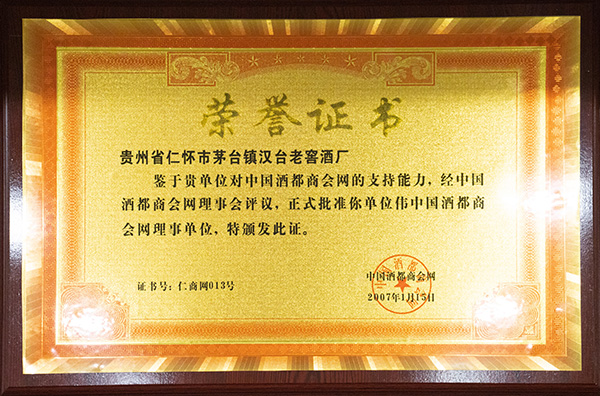 荣誉证书
贵州省仁怀市茅台镇汉台老窖酒厂
鉴于贵单位对中国酒都商会网的支持能力，经中国
酒都商会网理事会评议，正式批准你单位伟中国酒都商
会网理事单位，特颁发此证。
证书号：仁商网013号
中国酒都商会网
2007年1月15日